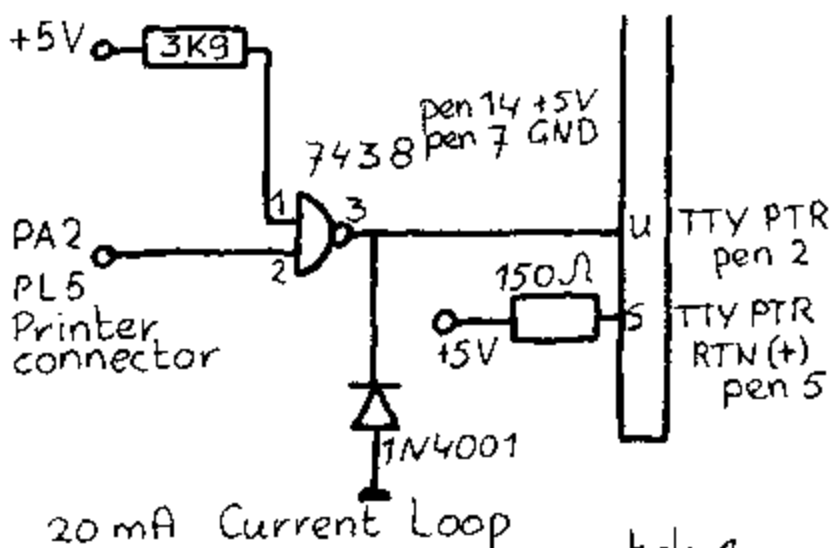 +5V
3K9
pen 14 +5V
pen 7 GND
7438
1
3
PA2
2
U TTY PTR
pen 2
PL5
Printer
connector
150Ω
+5V
S TTY PTR
RTN (+)
pen 5
1N4001
20 mA Current Loop